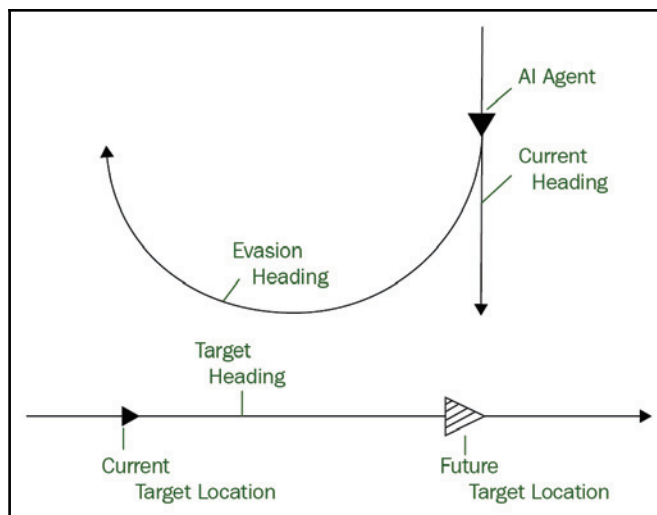 AI Agent
Current
Heading
Evasion
Heading
Target
Heading
Current
Target Location
Future
Target Location